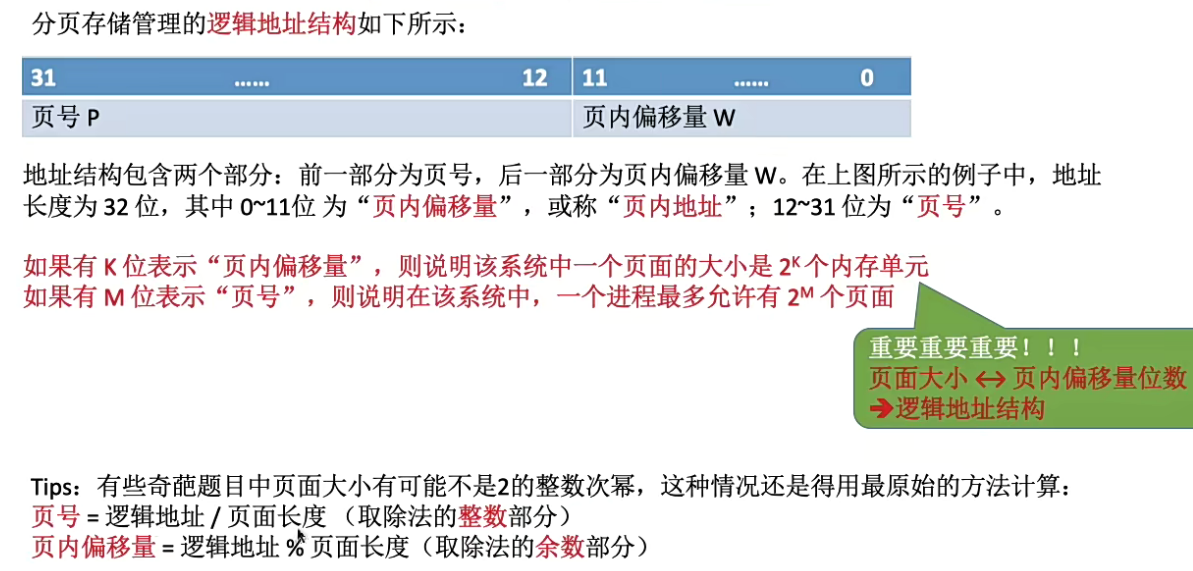 分页存储管理的逻辑地址结构如下所示：
31 …… 12 11 …… 0
页号 P 页内偏移量 W
地址结构包含两个部分：前一部分为页号，后一部分为页内偏移量 W。在上图所示的例子中，地址
长度为 32 位，其中 0~11位 为“页内偏移量”，或称“页内地址”；12~31 位为“页号”。
如果有 K 位表示“页内偏移量”，则说明该系统中一个页面的大小是 2ᴷ 个内存单元
如果有 M 位表示“页号”，则说明在该系统中，一个进程最多允许有 2ᴹ 个页面
重要重要重要！！！
页面大小 ↔ 页内偏移量位数
➔逻辑地址结构
Tips：有些奇葩题目中页面大小有可能不是2的整数次幂，这种情况还是得用最原始的方法计算：
页号 = 逻辑地址 / 页面长度 （取除法的整数部分）
页内偏移量 = 逻辑地址 % 页面长度（取除法的余数部分）